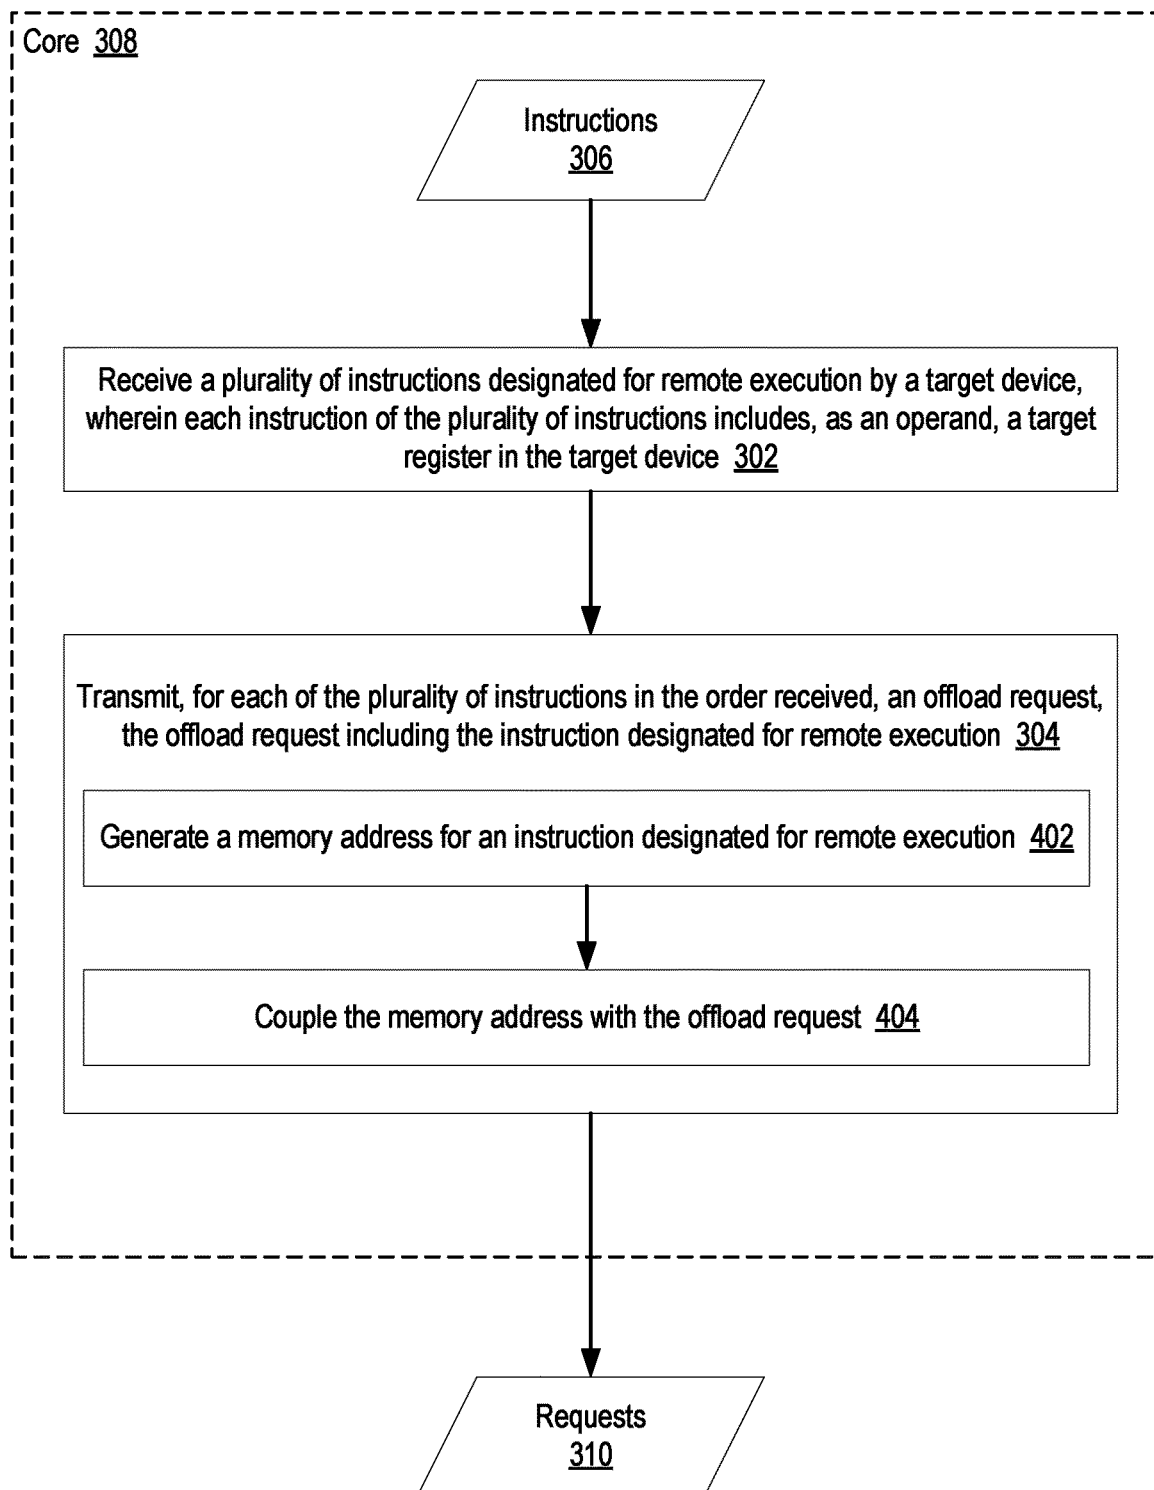 Core 308
Instructions
306
Receive a plurality of instructions designated for remote execution by a target device,
wherein each instruction of the plurality of instructions includes, as an operand, a target
register in the target device 302
Transmit, for each of the plurality of instructions in the order received, an offload request,
the offload request including the instruction designated for remote execution 304
Generate a memory address for an instruction designated for remote execution 402
Couple the memory address with the offload request 404
Requests
310